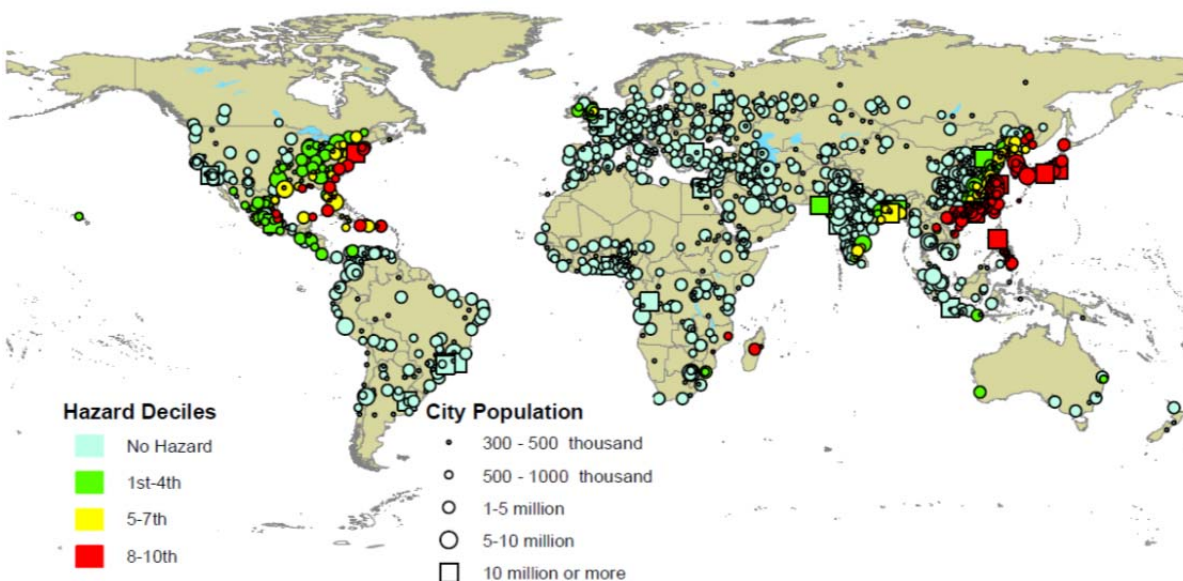 Hazard Deciles
No Hazard
1st-4th
5-7th
8-10th
City Population
300 - 500 thousand
500 - 1000 thousand
1-5 million
5-10 million
10 million or more